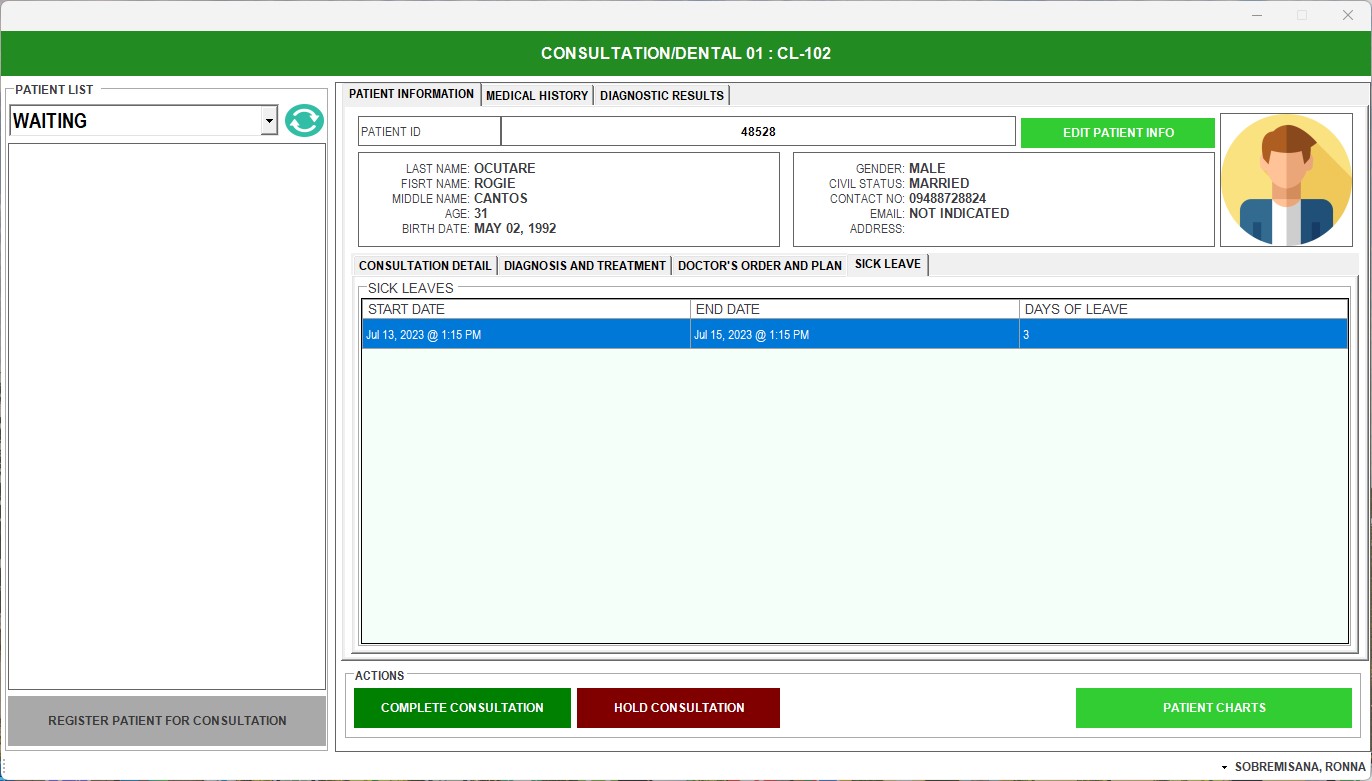 CONSULTATION/DENTAL 01 : CL-102
PATIENT LIST
WAITING
REGISTER PATIENT FOR CONSULTATION
PATIENT INFORMATION MEDICAL HISTORY DIAGNOSTIC RESULTS
PATIENT ID 48528 EDIT PATIENT INFO
LAST NAME: OCUTARE
FISRT NAME: ROGIE
MIDDLE NAME: CANTOS
AGE: 31
BIRTH DATE: MAY 02, 1992
GENDER: MALE
CIVIL STATUS: MARRIED
CONTACT NO: 09488728824
EMAIL: NOT INDICATED
ADDRESS:
CONSULTATION DETAIL DIAGNOSIS AND TREATMENT DOCTOR'S ORDER AND PLAN SICK LEAVE
SICK LEAVES
START DATE END DATE DAYS OF LEAVE
Jul 13, 2023 @ 1:15 PM Jul 15, 2023 @ 1:15 PM 3
ACTIONS
COMPLETE CONSULTATION HOLD CONSULTATION PATIENT CHARTS
SOBREMISANA, RONNA